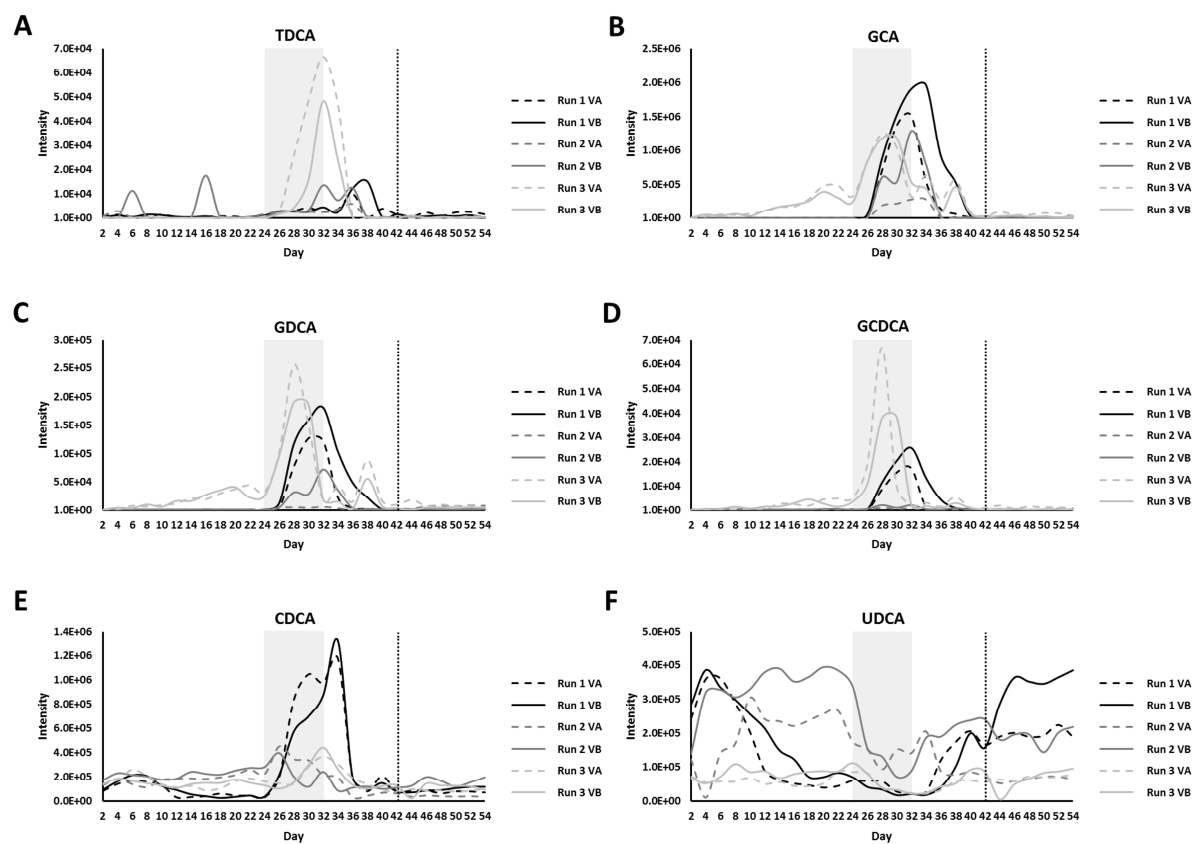 A
TDCA
7.0E+04
6.0E+04
5.0E+04
4.0E+04
3.0E+04
2.0E+04
1.0E+04
1.0E+00
Intensity
2 4 6 8 10 12 14 16 18 20 22 24 26 28 30 32 34 36 38 40 42 44 46 48 50 52 54
Day
Run 1 VA
Run 1 VB
Run 2 VA
Run 2 VB
Run 3 VA
Run 3 VB
B
GCA
2.5E+06
2.0E+06
1.5E+06
1.0E+06
5.0E+05
1.0E+00
Intensity
2 4 6 8 10 12 14 16 18 20 22 24 26 28 30 32 34 36 38 40 42 44 46 48 50 52 54
Day
Run 1 VA
Run 1 VB
Run 2 VA
Run 2 VB
Run 3 VA
Run 3 VB
C
GDCA
3.0E+05
2.5E+05
2.0E+05
1.5E+05
1.0E+05
5.0E+04
1.0E+00
Intensity
2 4 6 8 10 12 14 16 18 20 22 24 26 28 30 32 34 36 38 40 42 44 46 48 50 52 54
Day
Run 1 VA
Run 1 VB
Run 2 VA
Run 2 VB
Run 3 VA
Run 3 VB
D
GCDCA
7.0E+04
6.0E+04
5.0E+04
4.0E+04
3.0E+04
2.0E+04
1.0E+04
1.0E+00
Intensity
2 4 6 8 10 12 14 16 18 20 22 24 26 28 30 32 34 36 38 40 42 44 46 48 50 52 54
Day
Run 1 VA
Run 1 VB
Run 2 VA
Run 2 VB
Run 3 VA
Run 3 VB
E
CDCA
1.4E+06
1.2E+06
1.0E+06
8.0E+05
6.0E+05
4.0E+05
2.0E+05
0.0E+00
Intensity
2 4 6 8 10 12 14 16 18 20 22 24 26 28 30 32 34 36 38 40 42 44 46 48 50 52 54
Day
Run 1 VA
Run 1 VB
Run 2 VA
Run 2 VB
Run 3 VA
Run 3 VB
F
UDCA
5.0E+05
4.0E+05
3.0E+05
2.0E+05
1.0E+05
0.0E+00
Intensity
2 4 6 8 10 12 14 16 18 20 22 24 26 28 30 32 34 36 38 40 42 44 46 48 50 52 54
Day
Run 1 VA
Run 1 VB
Run 2 VA
Run 2 VB
Run 3 VA
Run 3 VB